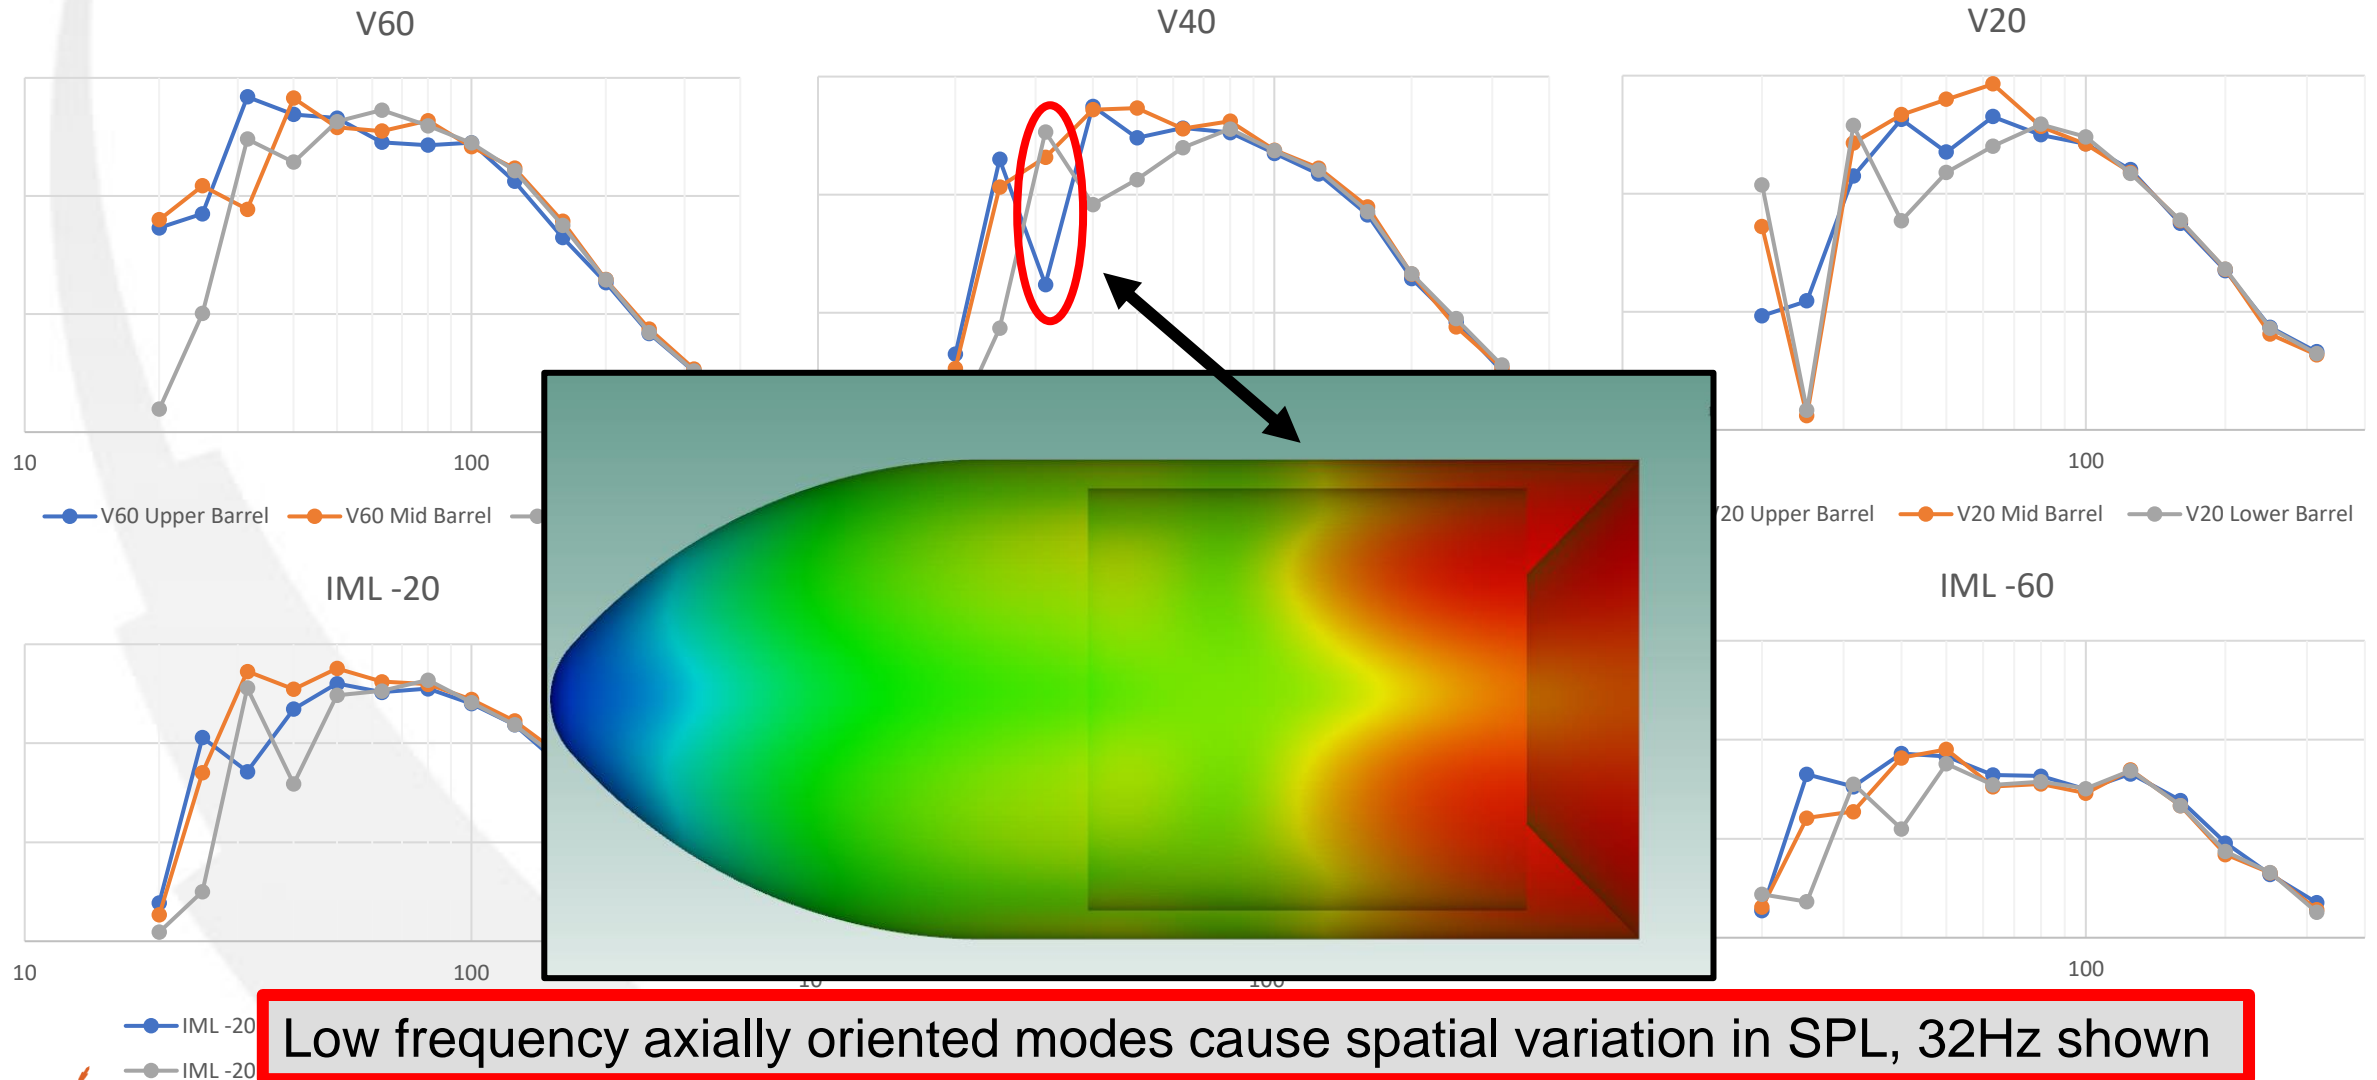 V60
V40
V20
10
100
100
V60 Upper Barrel
V60 Mid Barrel
V20 Upper Barrel
V20 Mid Barrel
V20 Lower Barrel
IML -20
IML -60
10
100
100
IML -20
Low frequency axially oriented modes cause spatial variation in SPL, 32Hz shown
IML -20